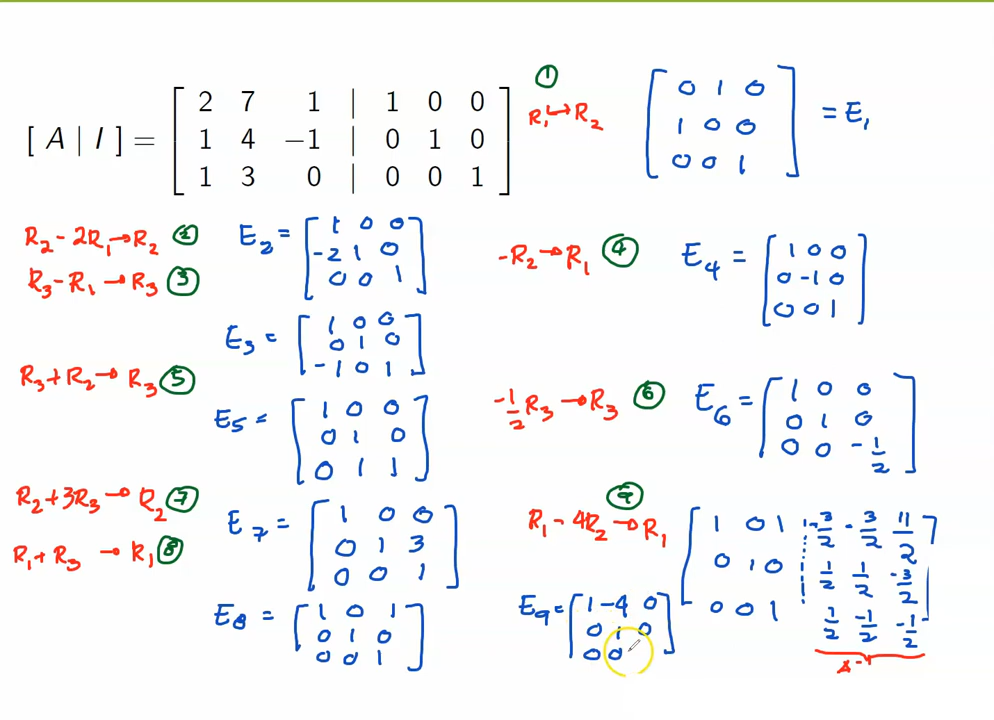 ①
[ A | I ] = [ 2 7 1 | 1 0 0
1 4 −1 | 0 1 0
1 3 0 | 0 0 1 ]
R1 ↔ R2
[ 0 1 0
1 0 0
0 0 1 ] = E1
R2 - 2R1 → R2 ②
R3 - R1 → R3 ③
E2 = [ 1 0 0
-2 1 0
0 0 1 ]
-R2 → R1 ④
E4 = [ 1 0 0
0 -1 0
0 0 1 ]
E3 = [ 1 0 0
0 1 0
-1 0 1 ]
R3 + R2 → R3 ⑤
E5 = [ 1 0 0
0 1 0
0 1 1 ]
-1/2 R3 → R3 ⑥
E6 = [ 1 0 0
0 1 0
0 0 -1/2 ]
R2 + 3R3 → R2 ⑦
R1 + R3 → R1 ⑧
E7 = [ 1 0 0
0 1 3
0 0 1 ]
E8 = [ 1 0 1
0 1 0
0 0 1 ]
⑨
R1 - 4R2 → R1
E9 = [ 1 -4 0
0 1 0
0 0 ]
[ 1 0 1 -3/2 -3/2 11/2
0 1 0 1/2 1/2 -3/2
0 0 1 1/2 -1/2 -1/2 ]
A-1